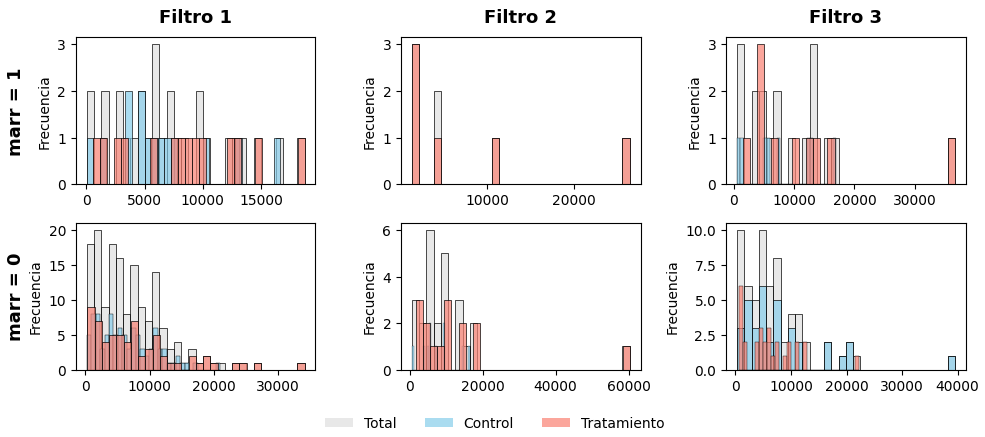 Filtro 1 Filtro 2 Filtro 3
marr = 1
Frecuencia
3
2
1
0
0 5000 10000 15000
Frecuencia
3
2
1
0
10000 20000
Frecuencia
3
2
1
0
0 10000 20000 30000
marr = 0
Frecuencia
20
15
10
5
0
0 10000 20000 30000
Frecuencia
6
4
2
0
0 20000 40000 60000
Frecuencia
10.0
7.5
5.0
2.5
0.0
0 10000 20000 30000 40000
Total Control Tratamiento